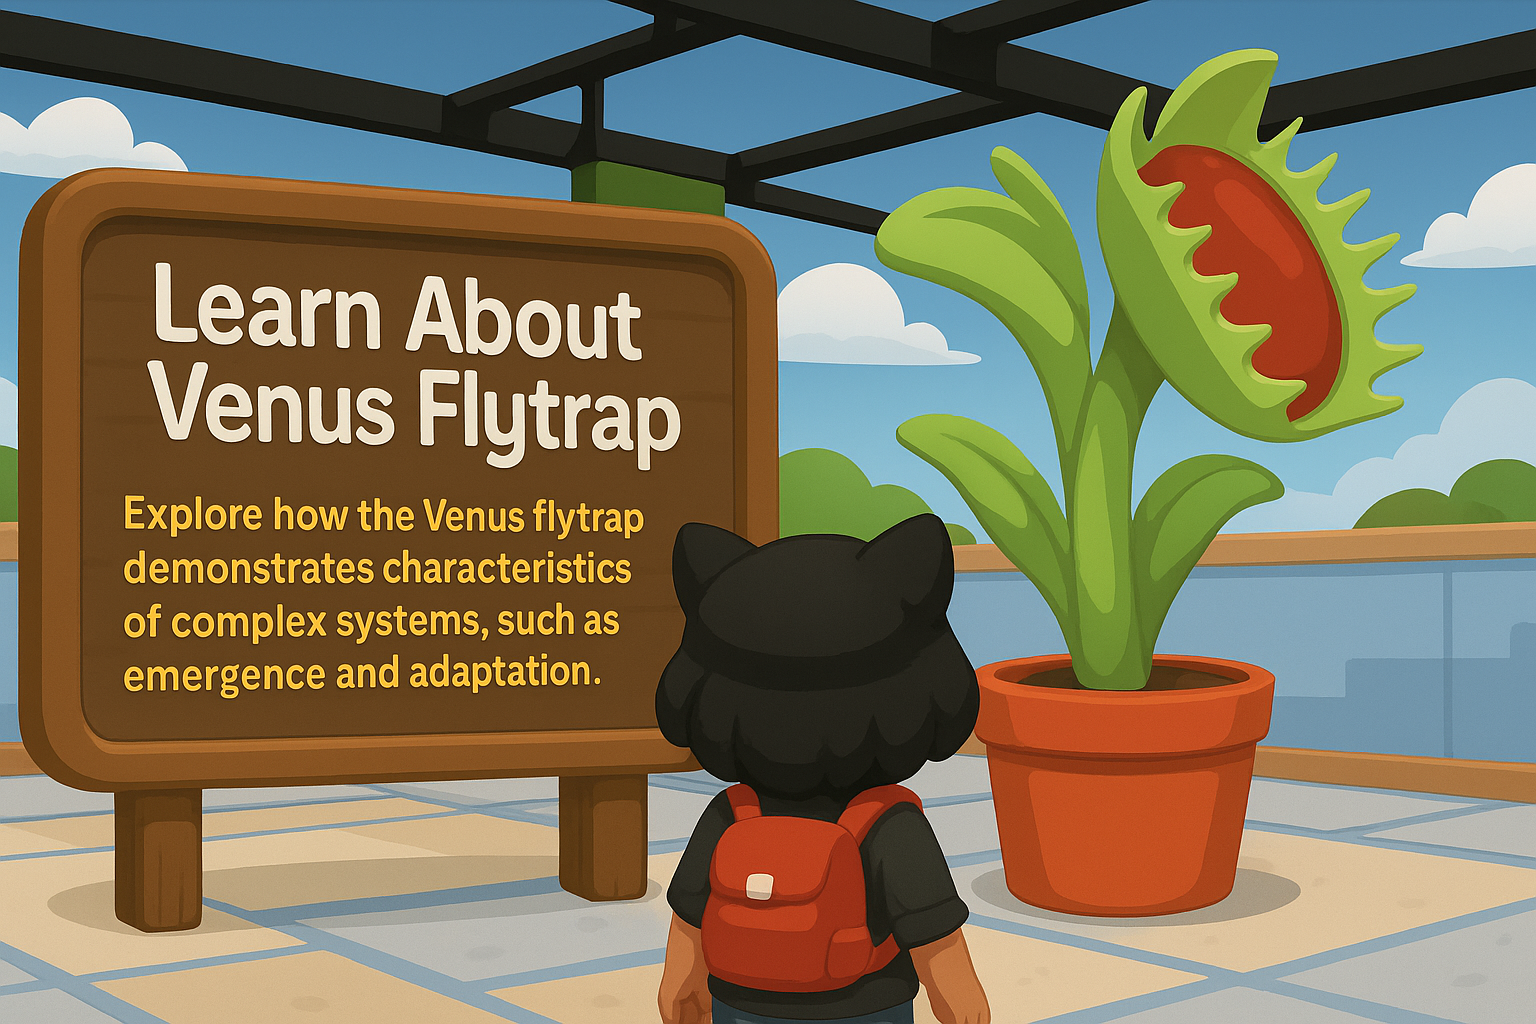 Learn About
Venus Flytrap
Explore how the Venus flytrap
demonstrates characteristics
of complex systems, such as
emergence and adaptation.